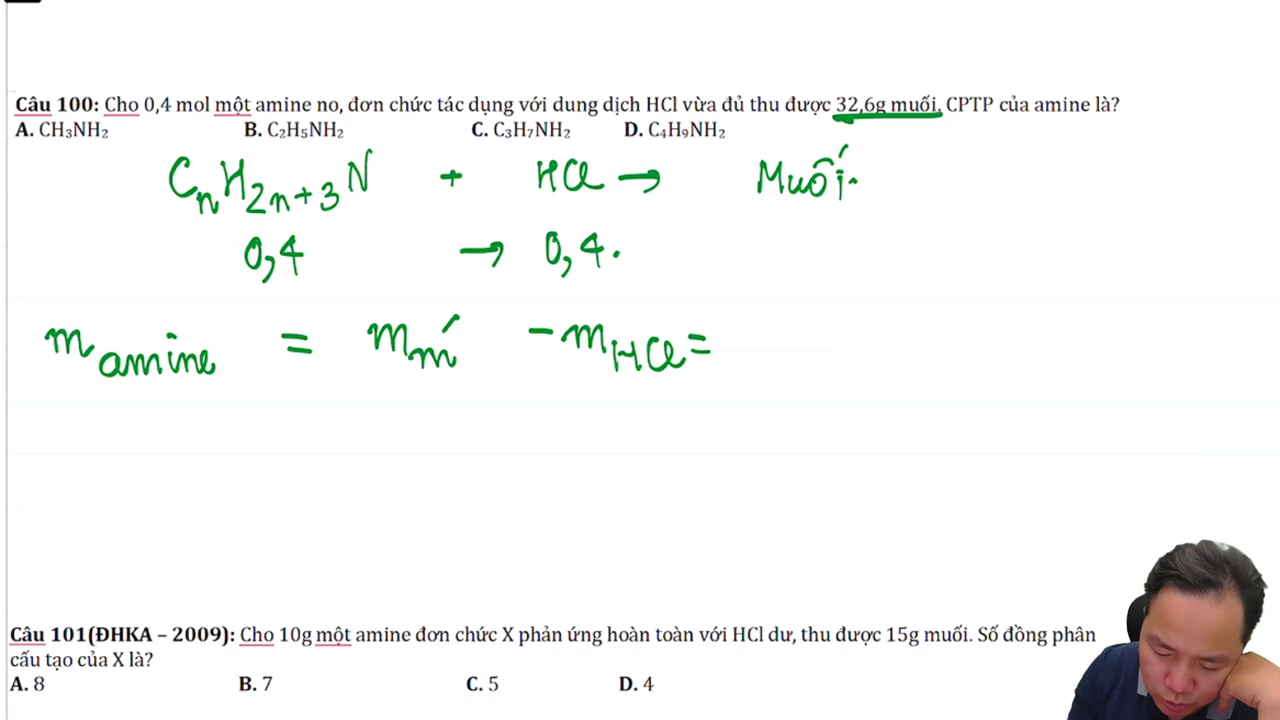 Câu 100: Cho 0,4 mol một amine no, đơn chức tác dụng với dung dịch HCl vừa đủ thu được 32,6g muối, CPTP của amine là?
A. CH₃NH₂ B. C₂H₅NH₂ C. C₃H₇NH₂ D. C₄H₉NH₂
CₙH₂ₙ₊₃N + HCl → Muối.
0,4 → 0,4.
m amine = m m' - m HCl =
Câu 101(ĐHKA – 2009): Cho 10g một amine đơn chức X phản ứng hoàn toàn với HCl dư, thu được 15g muối. Số đồng phân
cấu tạo của X là?
A. 8 B. 7 C. 5 D. 4